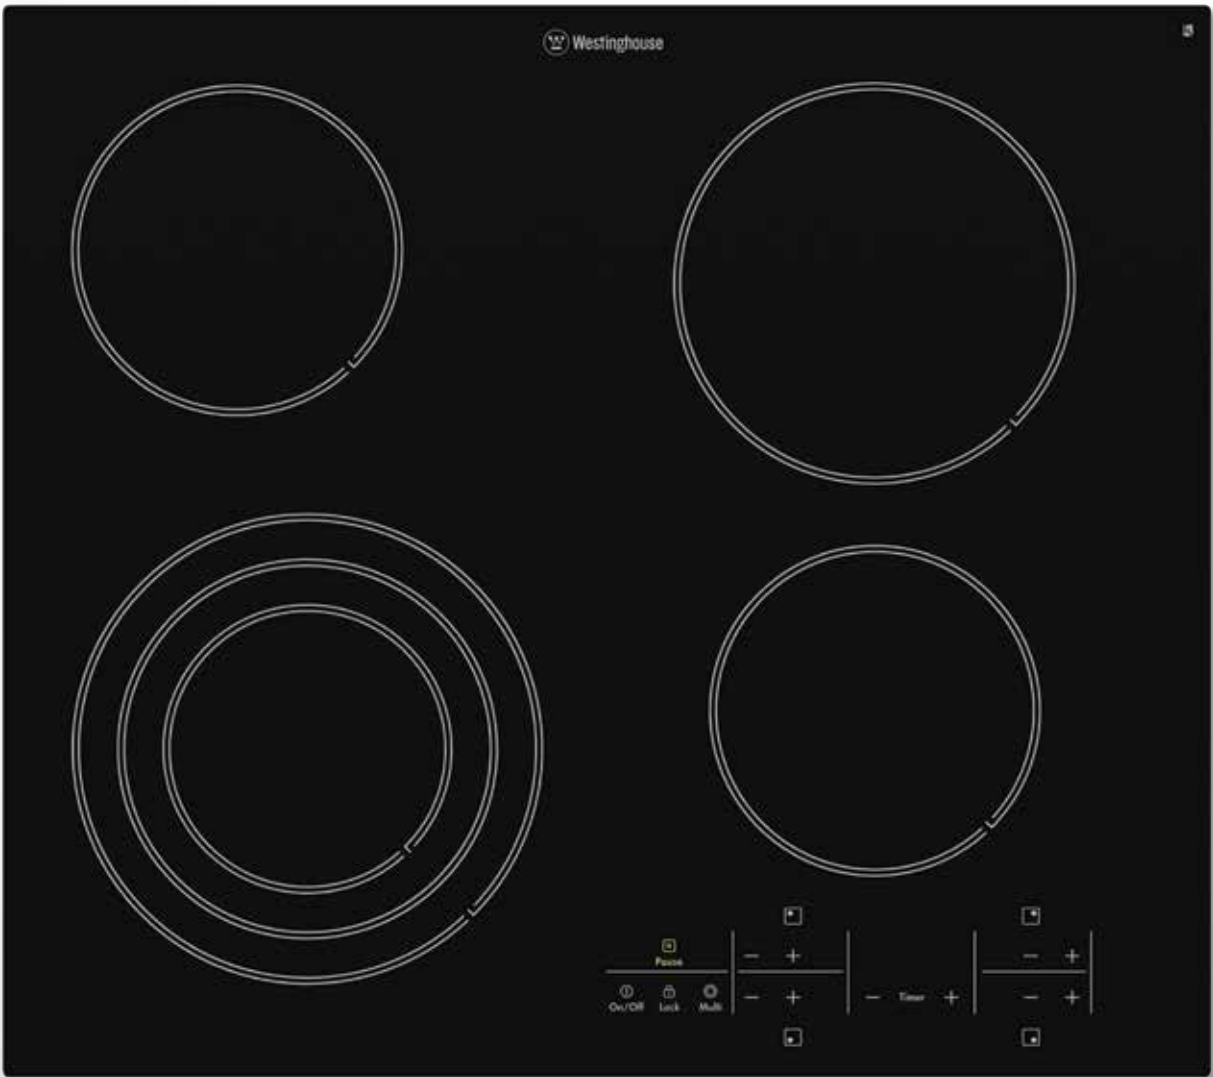 Westinghouse
Pause
On/Off Lock Multi
− +
− +
− Timer +
− +
− +